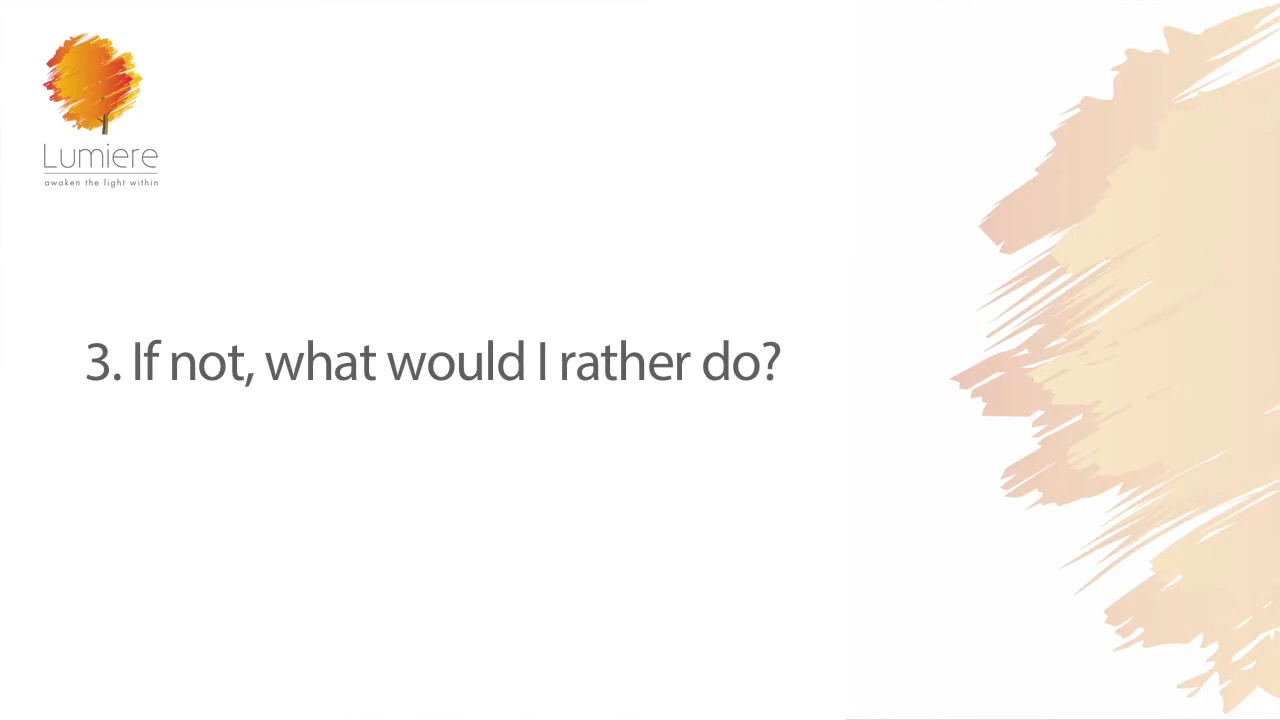 Lumiere
awaken the light within
3. If not, what would I rather do?